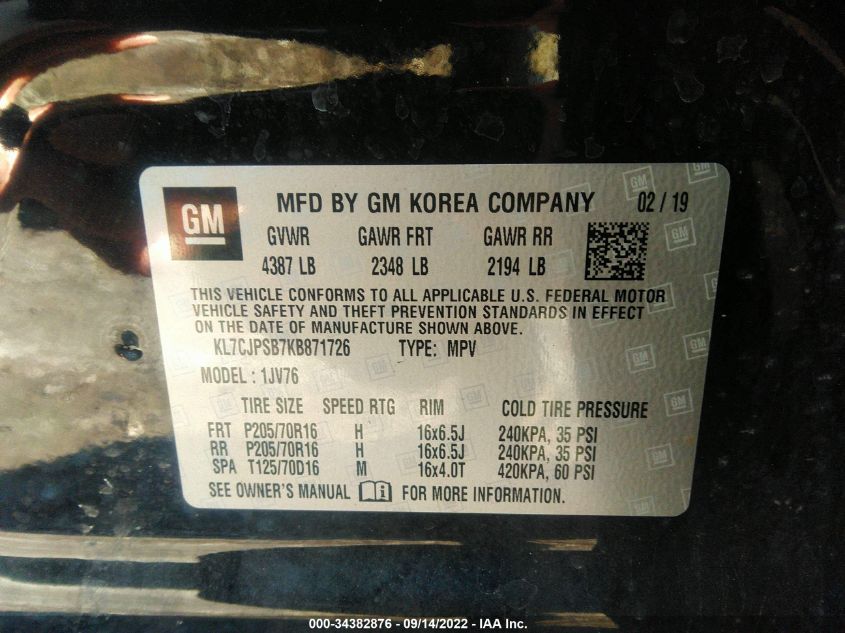 GM MFD BY GM KOREA COMPANY 02 / 19
GVWR GAWR FRT GAWR RR
4387 LB 2348 LB 2194 LB
THIS VEHICLE CONFORMS TO ALL APPLICABLE U.S. FEDERAL MOTOR
VEHICLE SAFETY AND THEFT PREVENTION STANDARDS IN EFFECT
ON THE DATE OF MANUFACTURE SHOWN ABOVE.
KL7CJPSB7KB871726 TYPE: MPV
MODEL : 1JV76
TIRE SIZE SPEED RTG RIM COLD TIRE PRESSURE
FRT P205/70R16 H 16x6.5J 240KPA, 35 PSI
RR P205/70R16 H 16x6.5J 240KPA, 35 PSI
SPA T125/70D16 M 16x4.0T 420KPA, 60 PSI
SEE OWNER'S MANUAL i FOR MORE INFORMATION.
000-34382876 - 09/14/2022 - IAA Inc.